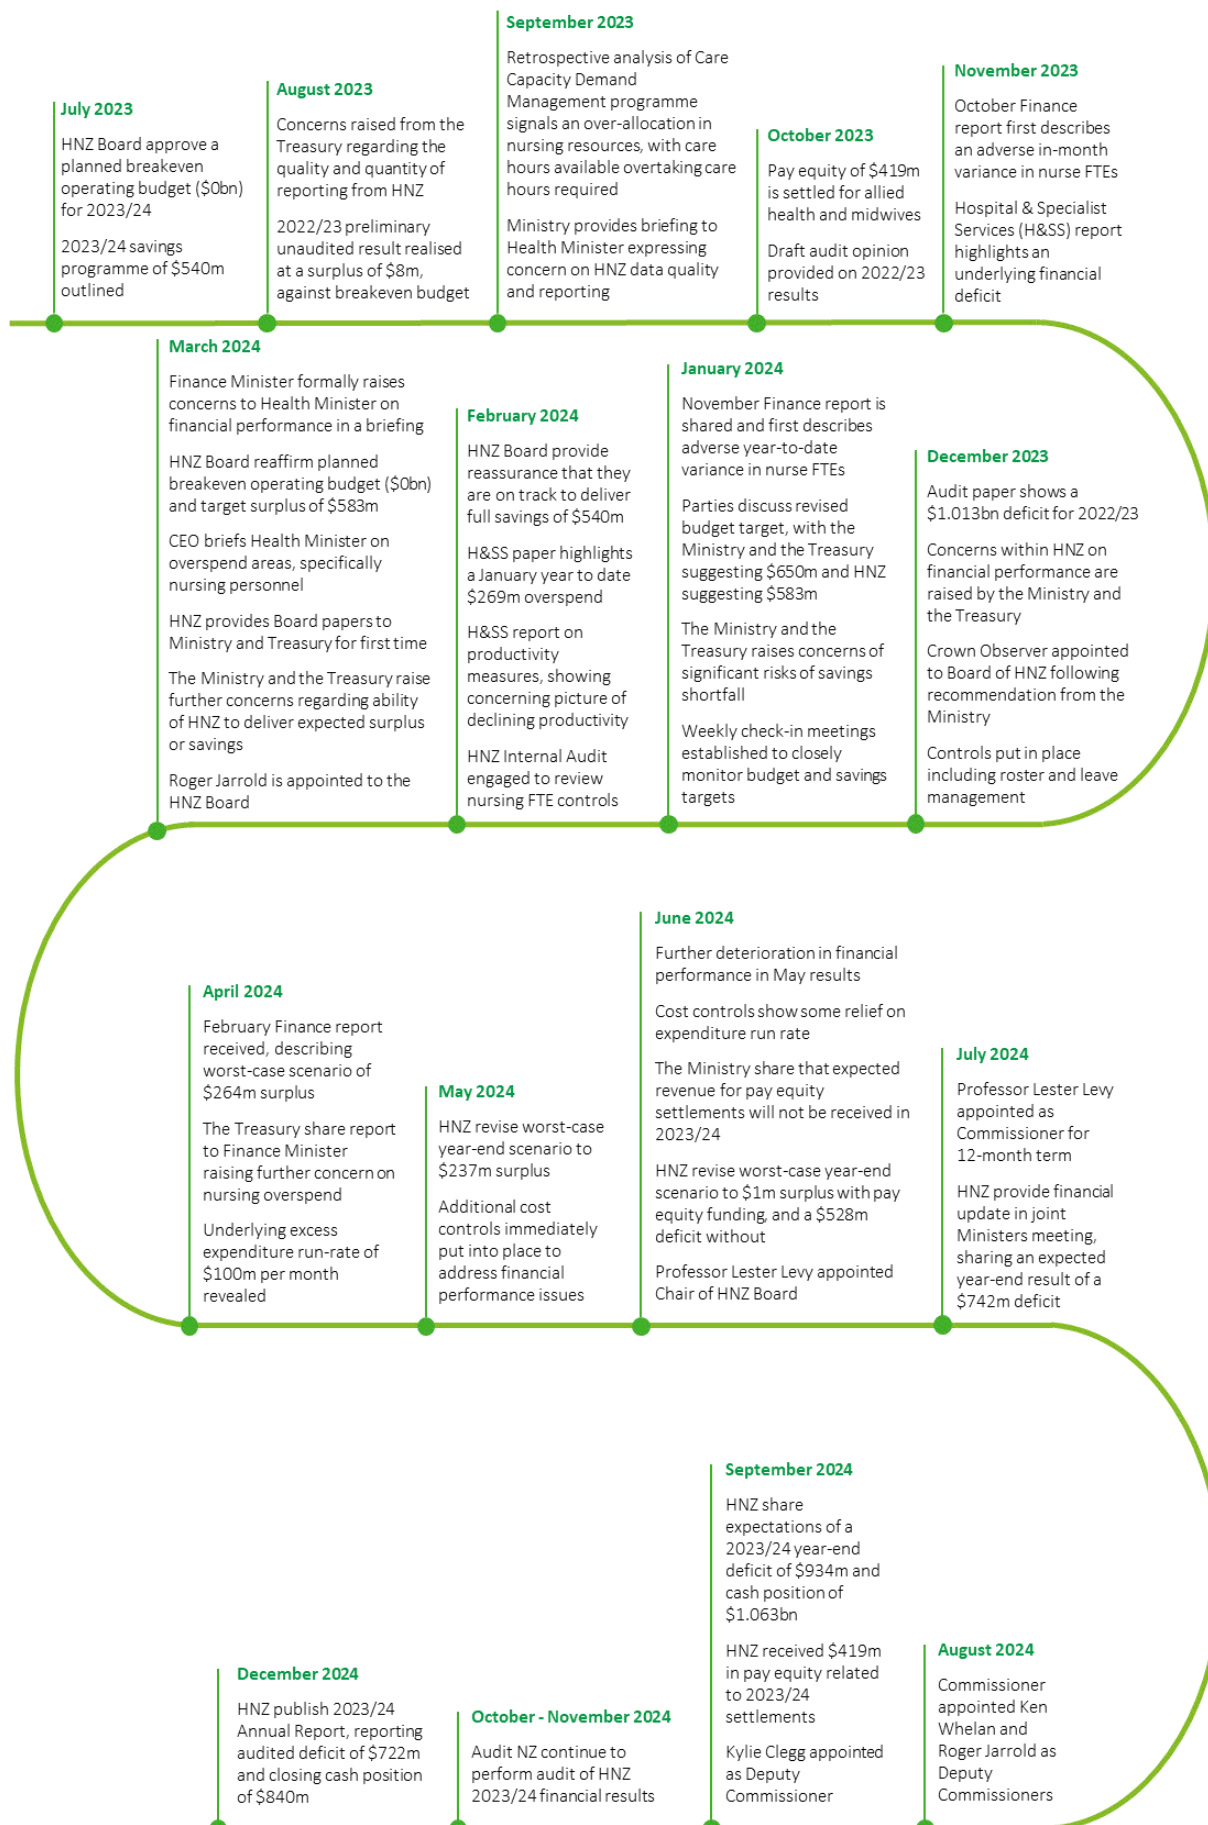 July 2023
HNZ Board approve a
planned breakeven
operating budget ($0bn)
for 2023/24
2023/24 savings
programme of $540m
outlined
August 2023
Concerns raised from the
Treasury regarding the
quality and quantity of
reporting from HNZ
2022/23 preliminary
unaudited result realised
at a surplus of $8m,
against breakeven budget
September 2023
Retrospective analysis of Care
Capacity Demand
Management programme
signals an over-allocation in
nursing resources, with care
hours available overtaking care
hours required
Ministry provides briefing to
Health Minister expressing
concern on HNZ data quality
and reporting
October 2023
Pay equity of $419m
is settled for allied
health and midwives
Draft audit opinion
provided on 2022/23
results
November 2023
October Finance
report first describes
an adverse in-month
variance in nurse FTEs
Hospital & Specialist
Services (H&SS) report
highlights an
underlying financial
deficit
December 2023
Audit paper shows a
$1.013bn deficit for 2022/23
Concerns within HNZ on
financial performance are
raised by the Ministry and
the Treasury
Crown Observer appointed
to Board of HNZ following
recommendation from the
Ministry
Controls put in place
including roster and leave
management
January 2024
November Finance report is
shared and first describes
adverse year-to-date
variance in nurse FTEs
Parties discuss revised
budget target, with the
Ministry and the Treasury
suggesting $650m and HNZ
suggesting $583m
The Ministry and the
Treasury raises concerns of
significant risks of savings
shortfall
Weekly check-in meetings
established to closely
monitor budget and savings
targets
February 2024
HNZ Board provide
reassurance that they
are on track to deliver
full savings of $540m
H&SS paper highlights
a January year to date
$269m overspend
H&SS report on
productivity
measures, showing
concerning picture of
declining productivity
HNZ Internal Audit
engaged to review
nursing FTE controls
March 2024
Finance Minister formally raises
concerns to Health Minister on
financial performance in a briefing
HNZ Board reaffirm planned
breakeven operating budget ($0bn)
and target surplus of $583m
CEO briefs Health Minister on
overspend areas, specifically
nursing personnel
HNZ provides Board papers to
Ministry and Treasury for first time
The Ministry and the Treasury raise
further concerns regarding ability
of HNZ to deliver expected surplus
or savings
Roger Jarrold is appointed to the
HNZ Board
April 2024
February Finance report
received, describing
worst-case scenario of
$264m surplus
The Treasury share report
to Finance Minister
raising further concern on
nursing overspend
Underlying excess
expenditure run-rate of
$100m per month
revealed
May 2024
HNZ revise worst-case
year-end scenario to
$237m surplus
Additional cost
controls immediately
put into place to
address financial
performance issues
June 2024
Further deterioration in financial
performance in May results
Cost controls show some relief on
expenditure run rate
The Ministry share that expected
revenue for pay equity
settlements will not be received in
2023/24
HNZ revise worst-case year-end
scenario to $1m surplus with pay
equity funding, and a $528m
deficit without
Professor Lester Levy appointed
Chair of HNZ Board
July 2024
Professor Lester Levy
appointed as
Commissioner for
12-month term
HNZ provide financial
update in joint
Ministers meeting,
sharing an expected
year-end result of a
$742m deficit
August 2024
Commissioner
appointed Ken
Whelan and
Roger Jarrold as
Deputy
Commissioners
September 2024
HNZ share
expectations of a
2023/24 year-end
deficit of $934m and
cash position of
$1.063bn
HNZ received $419m
in pay equity related
to 2023/24
settlements
Kylie Clegg appointed
as Deputy
Commissioner
October - November 2024
Audit NZ continue to
perform audit of HNZ
2023/24 financial results
December 2024
HNZ publish 2023/24
Annual Report, reporting
audited deficit of $722m
and closing cash position
of $840m